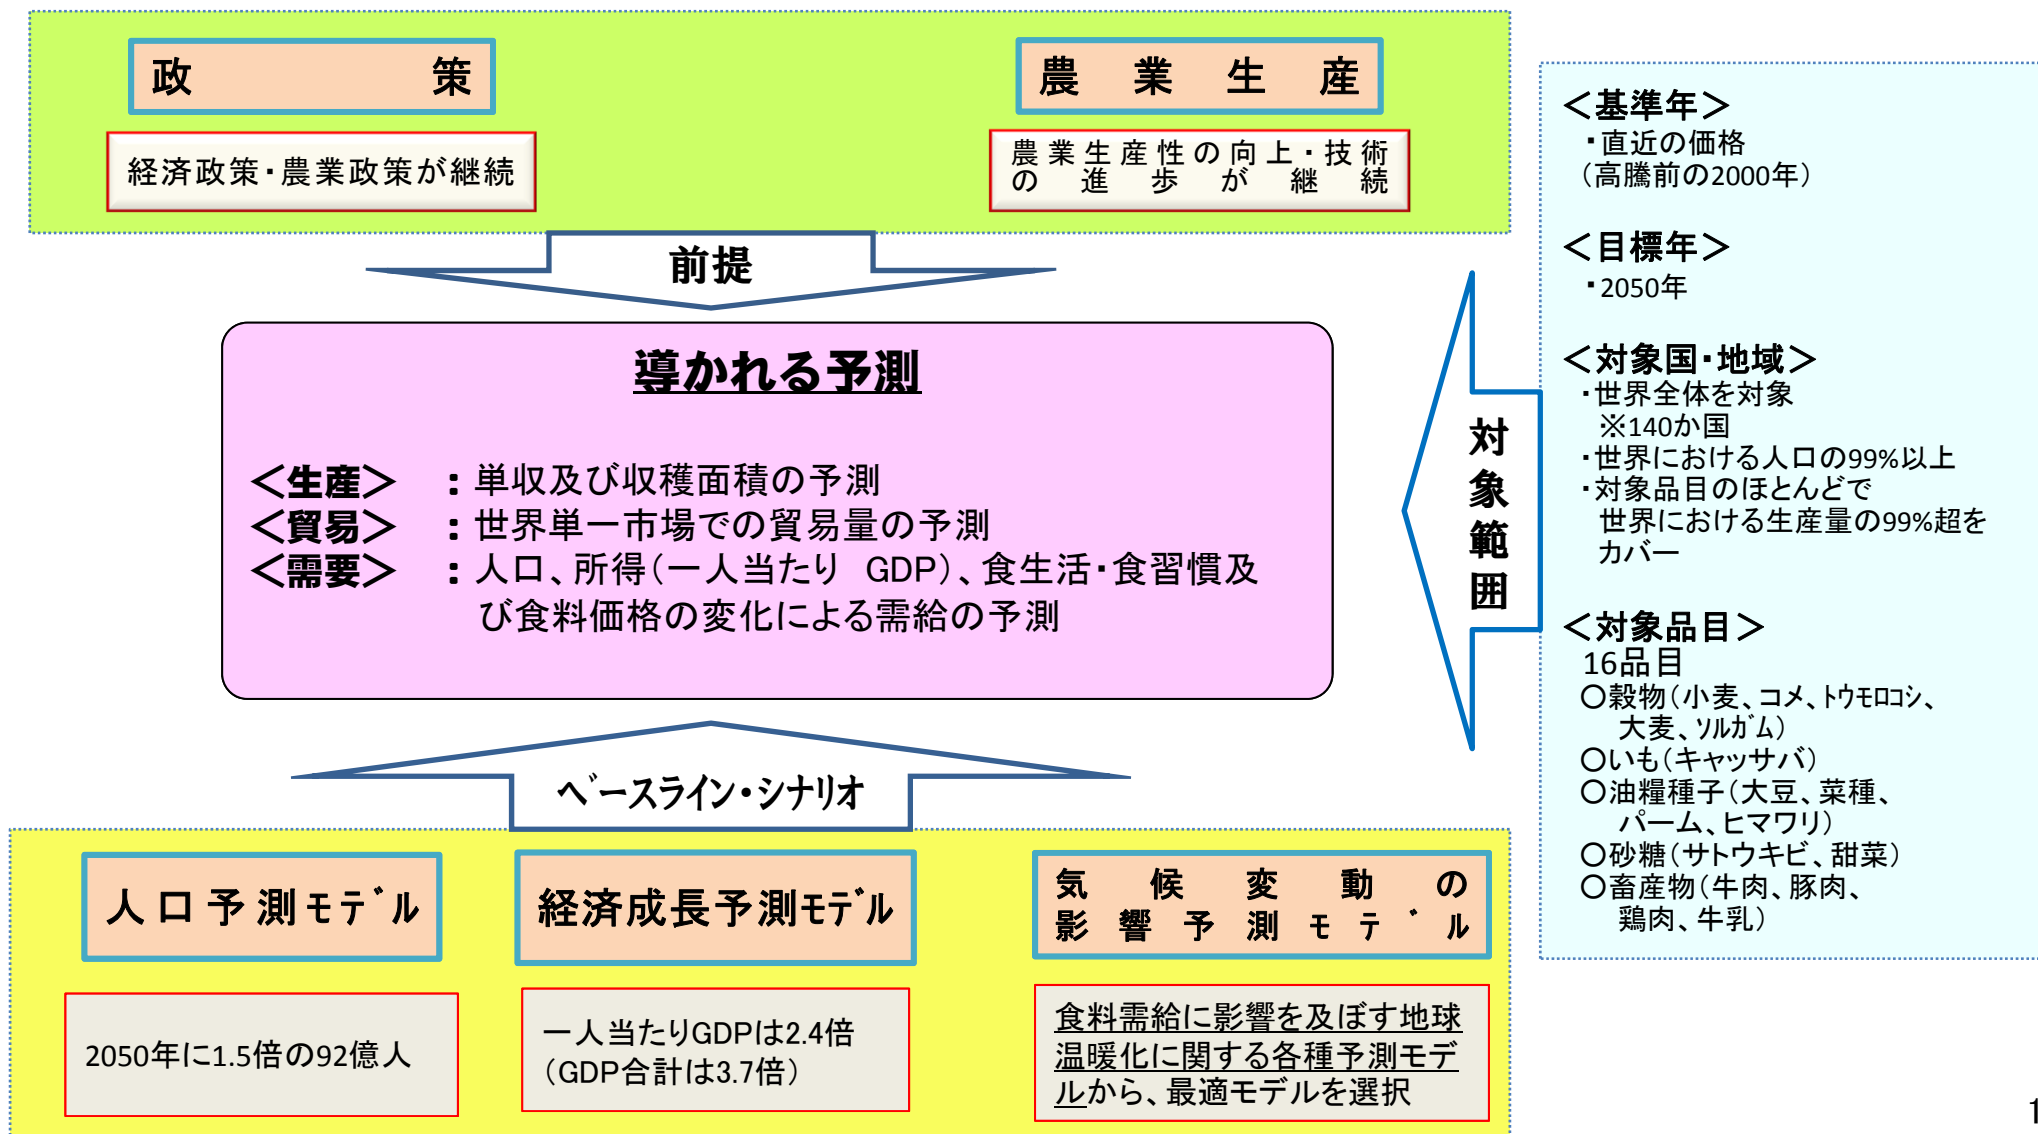 政策
農業生産
経済政策・農業政策が継続
農業生産性の向上・技術
の進歩が継続
前提
導かれる予測
＜生産＞ ：単収及び収穫面積の予測
＜貿易＞ ：世界単一市場での貿易量の予測
＜需要＞ ：人口、所得（一人当たり GDP）、食生活・食習慣及
び食料価格の変化による需給の予測
ベースライン・シナリオ
人口予測モデル
経済成長予測モデル
気候変動の
影響予測モデル
2050年に1.5倍の92億人
一人当たりGDPは2.4倍
（GDP合計は3.7倍）
食料需給に影響を及ぼす地球
温暖化に関する各種予測モデ
ルから、最適モデルを選択
対象範囲
＜基準年＞
・直近の価格
（高騰前の2000年）
＜目標年＞
・2050年
＜対象国・地域＞
・世界全体を対象
※140か国
・世界における人口の99%以上
・対象品目のほとんどで
世界における生産量の99%超を
カバー
＜対象品目＞
16品目
○穀物（小麦、コメ、ﾄｳﾓﾛｺｼ、
大麦、ｿﾙｶﾞﾑ）
○いも（キャッサバ）
○油糧種子（大豆、菜種、
パーム、ヒマワリ）
○砂糖（サトウキビ、甜菜）
○畜産物（牛肉、豚肉、
鶏肉、牛乳）
1